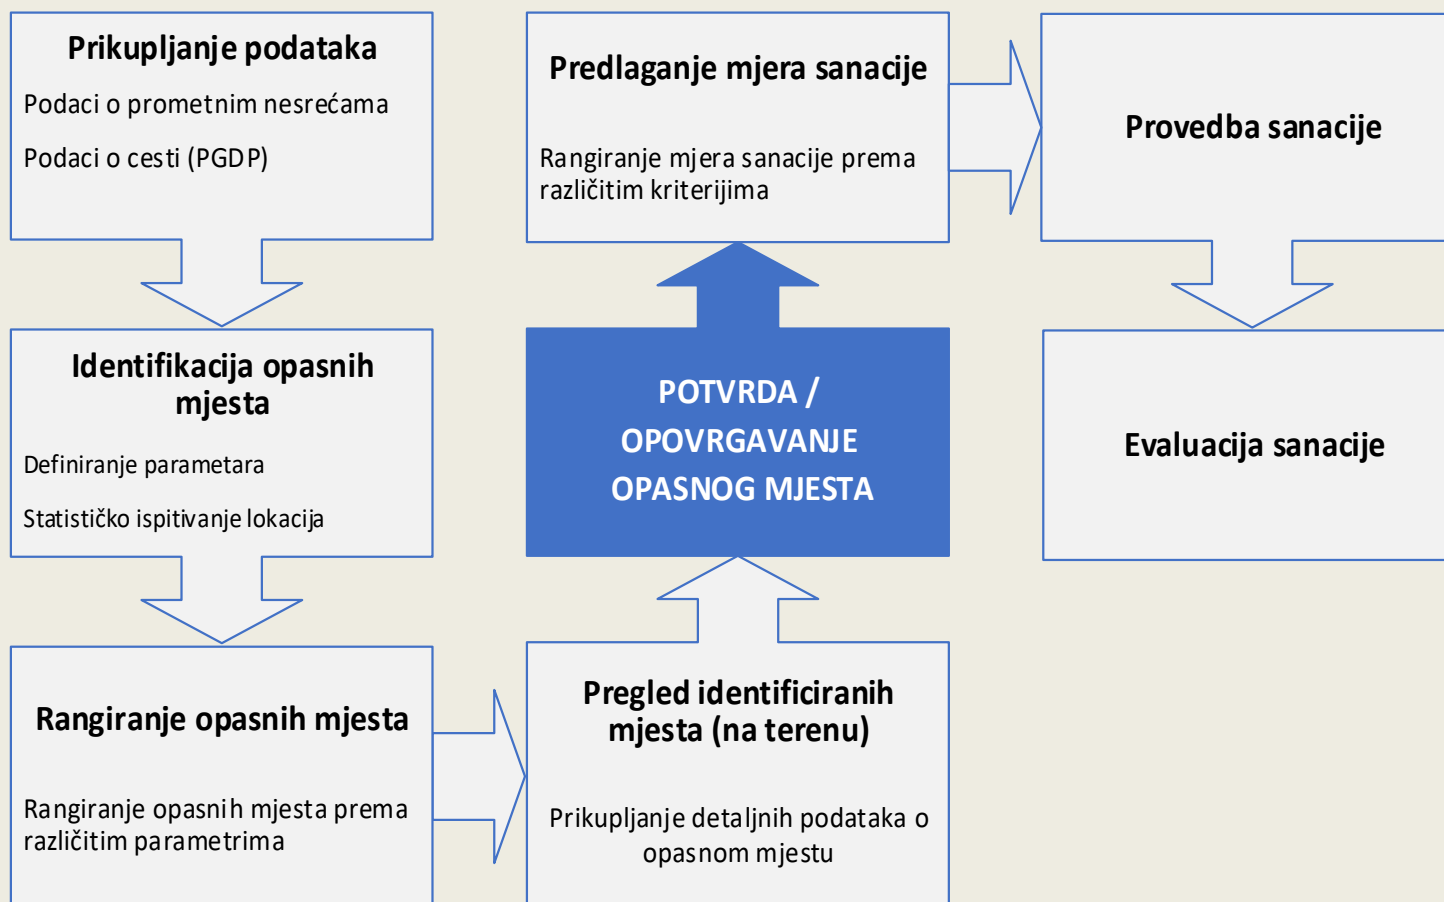 Prikupljanje podataka
Podaci o prometnim nesrećama
Podaci o cesti (PGDP)
Identifikacija opasnih
mjesta
Definiranje parametara
Statističko ispitivanje lokacija
Rangiranje opasnih mjesta
Rangiranje opasnih mjesta prema
različitim parametrima
Pregled identificiranih
mjesta (na terenu)
Prikupljanje detaljnih podataka o
opasnom mjestu
POTVRDA /
OPOVRGAVANJE
OPASNOG MJESTA
Predlaganje mjera sanacije
Rangiranje mjera sanacije prema
različitim kriterijima
Provedba sanacije
Evaluacija sanacije